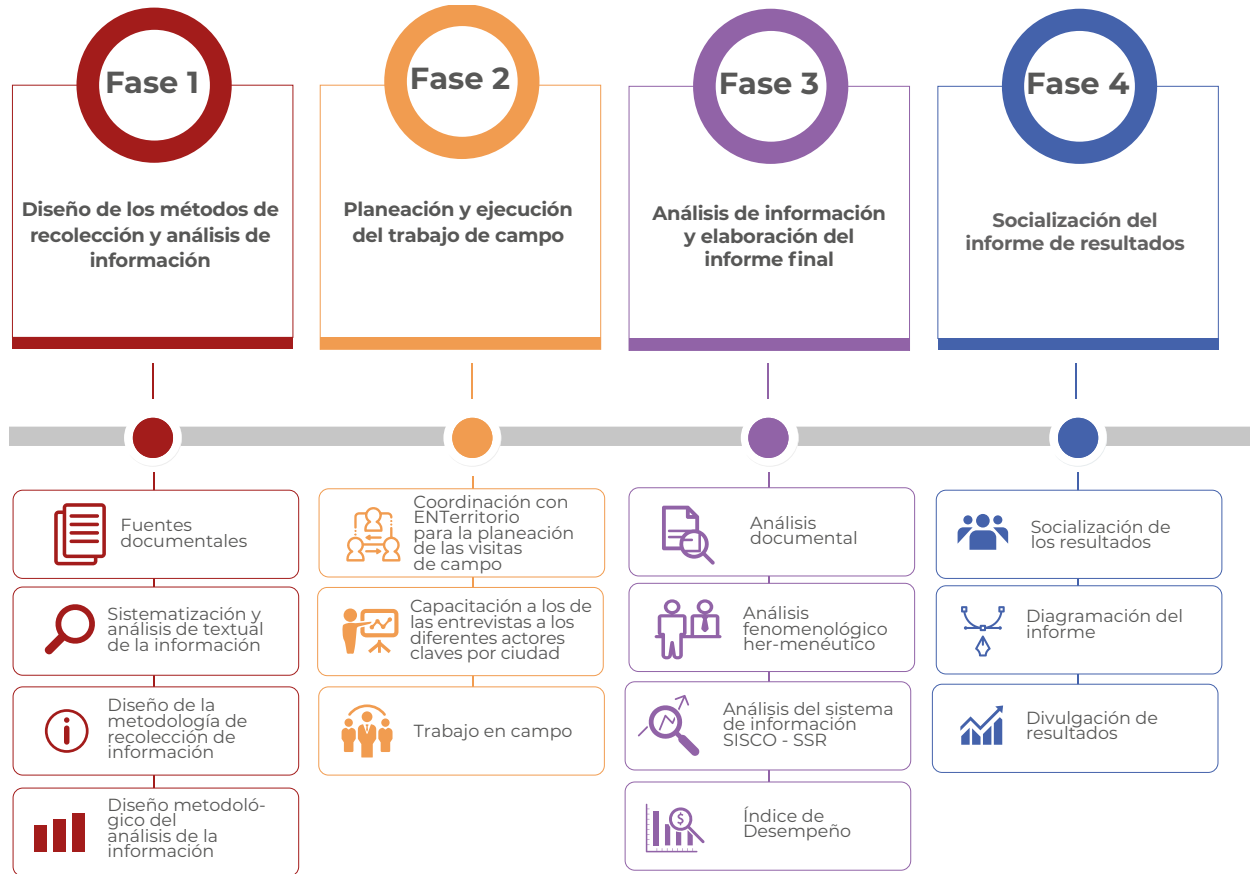 Fase 1
Diseño de los métodos de
recolección y análisis de
información
Fuentes
documentales
Sistematización y
análisis de textual
de la información
Diseño de la
metodología de
recolección de
información
Diseño metodoló-
gico del
análisis de la
información
Fase 2
Planeación y ejecución
del trabajo de campo
Coordinación con
ENTerritorio
para la planeación
de las visitas
de campo
Capacitación a los de
las entrevistas a los
diferentes actores
claves por ciudad
Trabajo en campo
Fase 3
Análisis de información
y elaboración del
informe final
Análisis
documental
Análisis
fenomenológico
her-menéutico
Análisis del sistema
de información
SISCO - SSR
Índice de
Desempeño
Fase 4
Socialización del
informe de resultados
Socialización de
los resultados
Diagramación del
informe
Divulgación de
resultados